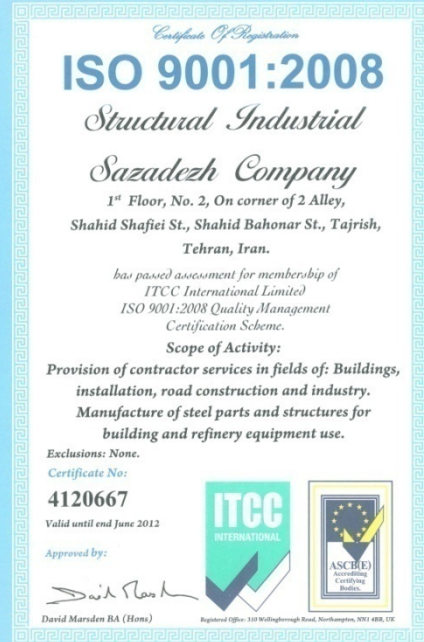 Certificate Of Registration
ISO 9001:2008
Structural Industrial
Sazadezh Company
1st Floor, No. 2, On corner of 2 Alley,
Shahid Shafiei St., Shahid Bahonar St., Tajrish,
Tehran, Iran.
has passed assessment for membership of
ITCC International Limited
ISO 9001:2008 Quality Management
Certification Scheme.
Scope of Activity:
Provision of contractor services in fields of: Buildings,
installation, road construction and industry.
Manufacture of steel parts and structures for
building and refinery equipment use.
Exclusions: None.
Certificate No:
4120667
Valid until end June 2012
Approved by:
David Marsden BA (Hons)
ITCC
INTERNATIONAL
ASCB(E)
Accrediting
Certifying
Bodies.
Registered Office: 310 Wellingborough Road, Northampton, NN1 4BR, UK